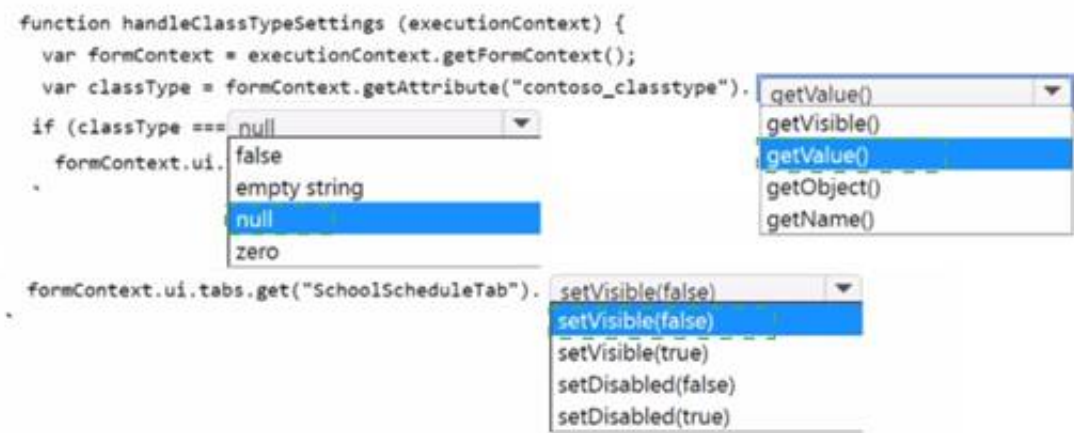 function handleClassTypeSettings (executionContext) {
var formContext = executionContext.getFormContext();
var classType = formContext.getAttribute("contoso_classtype"). getValue()
getVisible()
getValue()
getObject()
getName()
if (classType === null
formContext.ui.
false
empty string
null
zero
formContext.ui.tabs.get("SchoolScheduleTab"). setVisible(false)
setVisible(false)
setVisible(true)
setDisabled(false)
setDisabled(true)